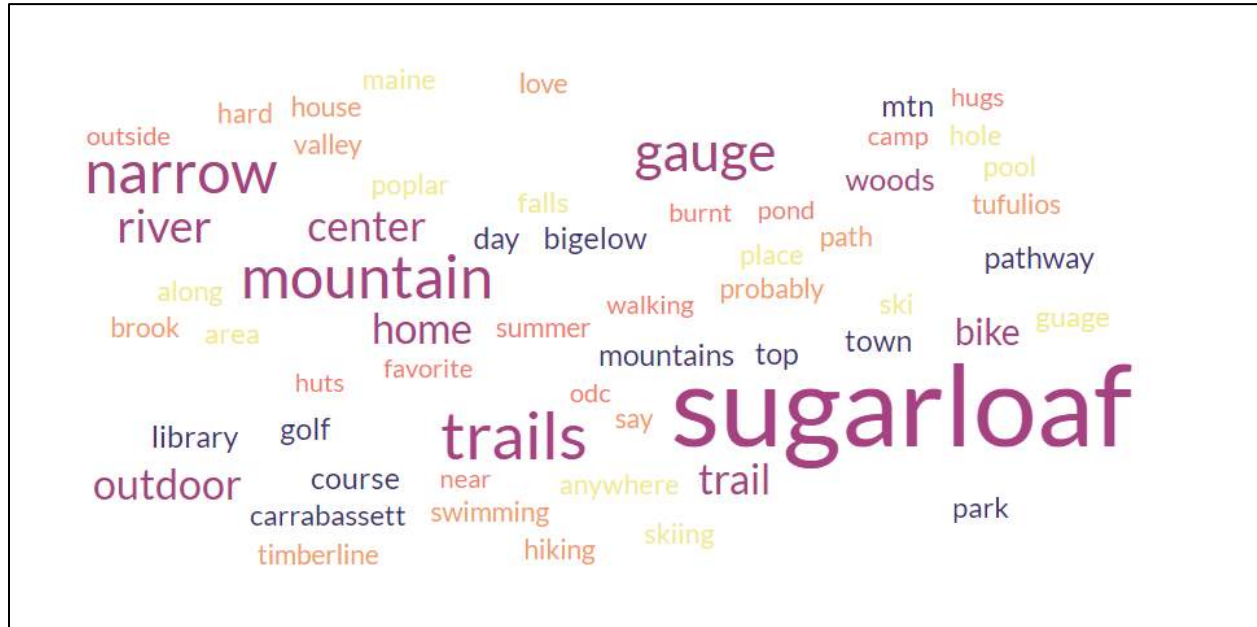 maine love
hard house mtn hugs
outside valley gauge camp hole
narrow poplar woods pool
river center falls burnt pond tufulios
day bigelow place path pathway
along mountain walking probably ski
brook area home summer mountains top town bike guage
huts favorite odc sugarloaf
library golf trails say
outdoor course near anywhere trail
carrabassett swimming park
timberline hiking skiing